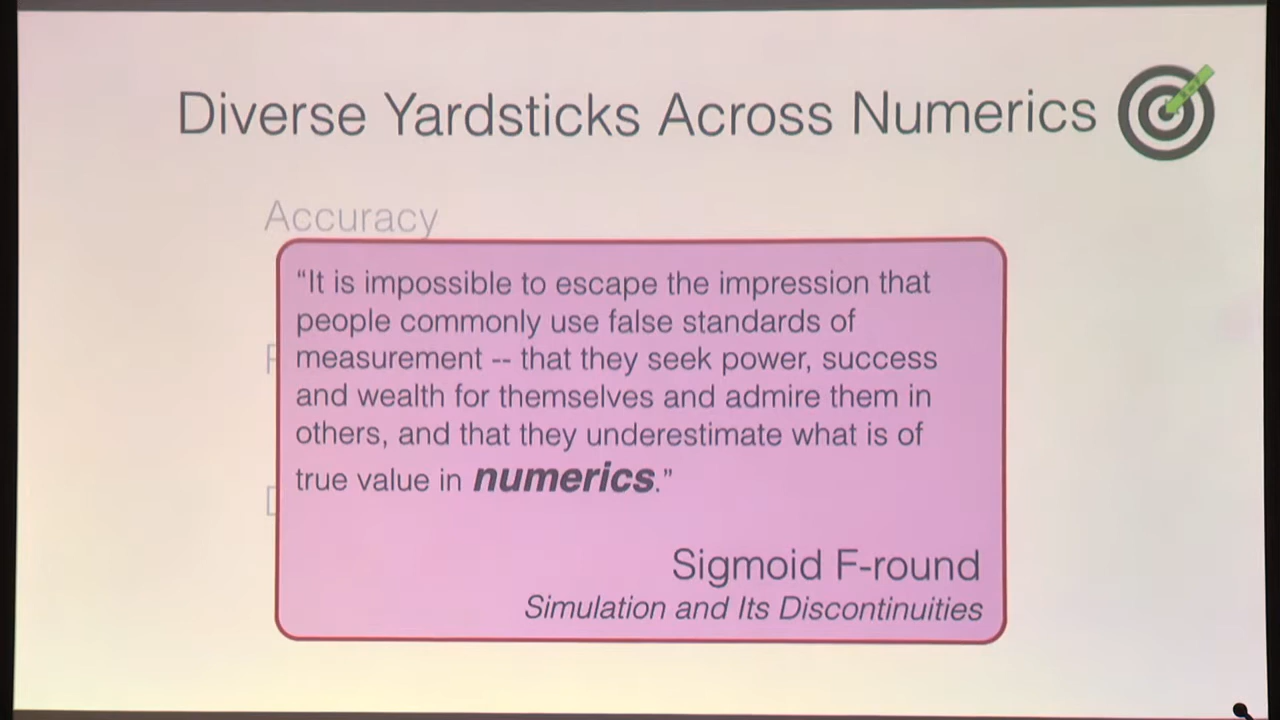 Diverse Yardsticks Across Numerics
Accuracy
“It is impossible to escape the impression that
people commonly use false standards of
measurement -- that they seek power, success
and wealth for themselves and admire them in
others, and that they underestimate what is of
true value in numerics.”
Sigmoid F-round
Simulation and Its Discontinuities